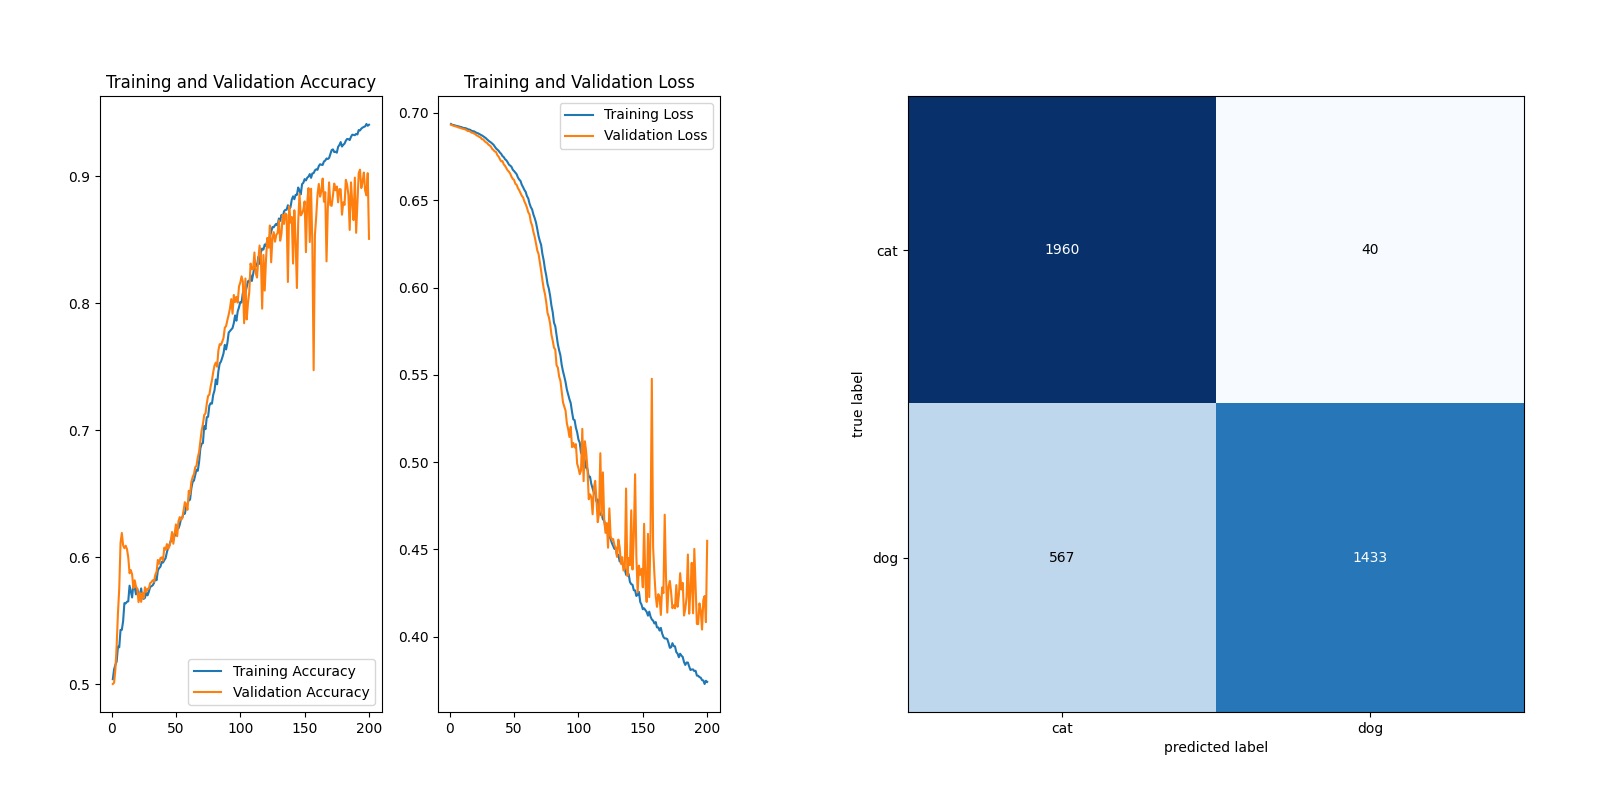 Training and Validation Accuracy
0.9
0.8
0.7
0.6
0.5
0
50
100
150
200
Training Accuracy
Validation Accuracy
Training and Validation Loss
0.70
0.65
0.60
0.55
0.50
0.45
0.40
0
50
100
150
200
Training Loss
Validation Loss
true label
cat
dog
1960
40
567
1433
cat
dog
predicted label